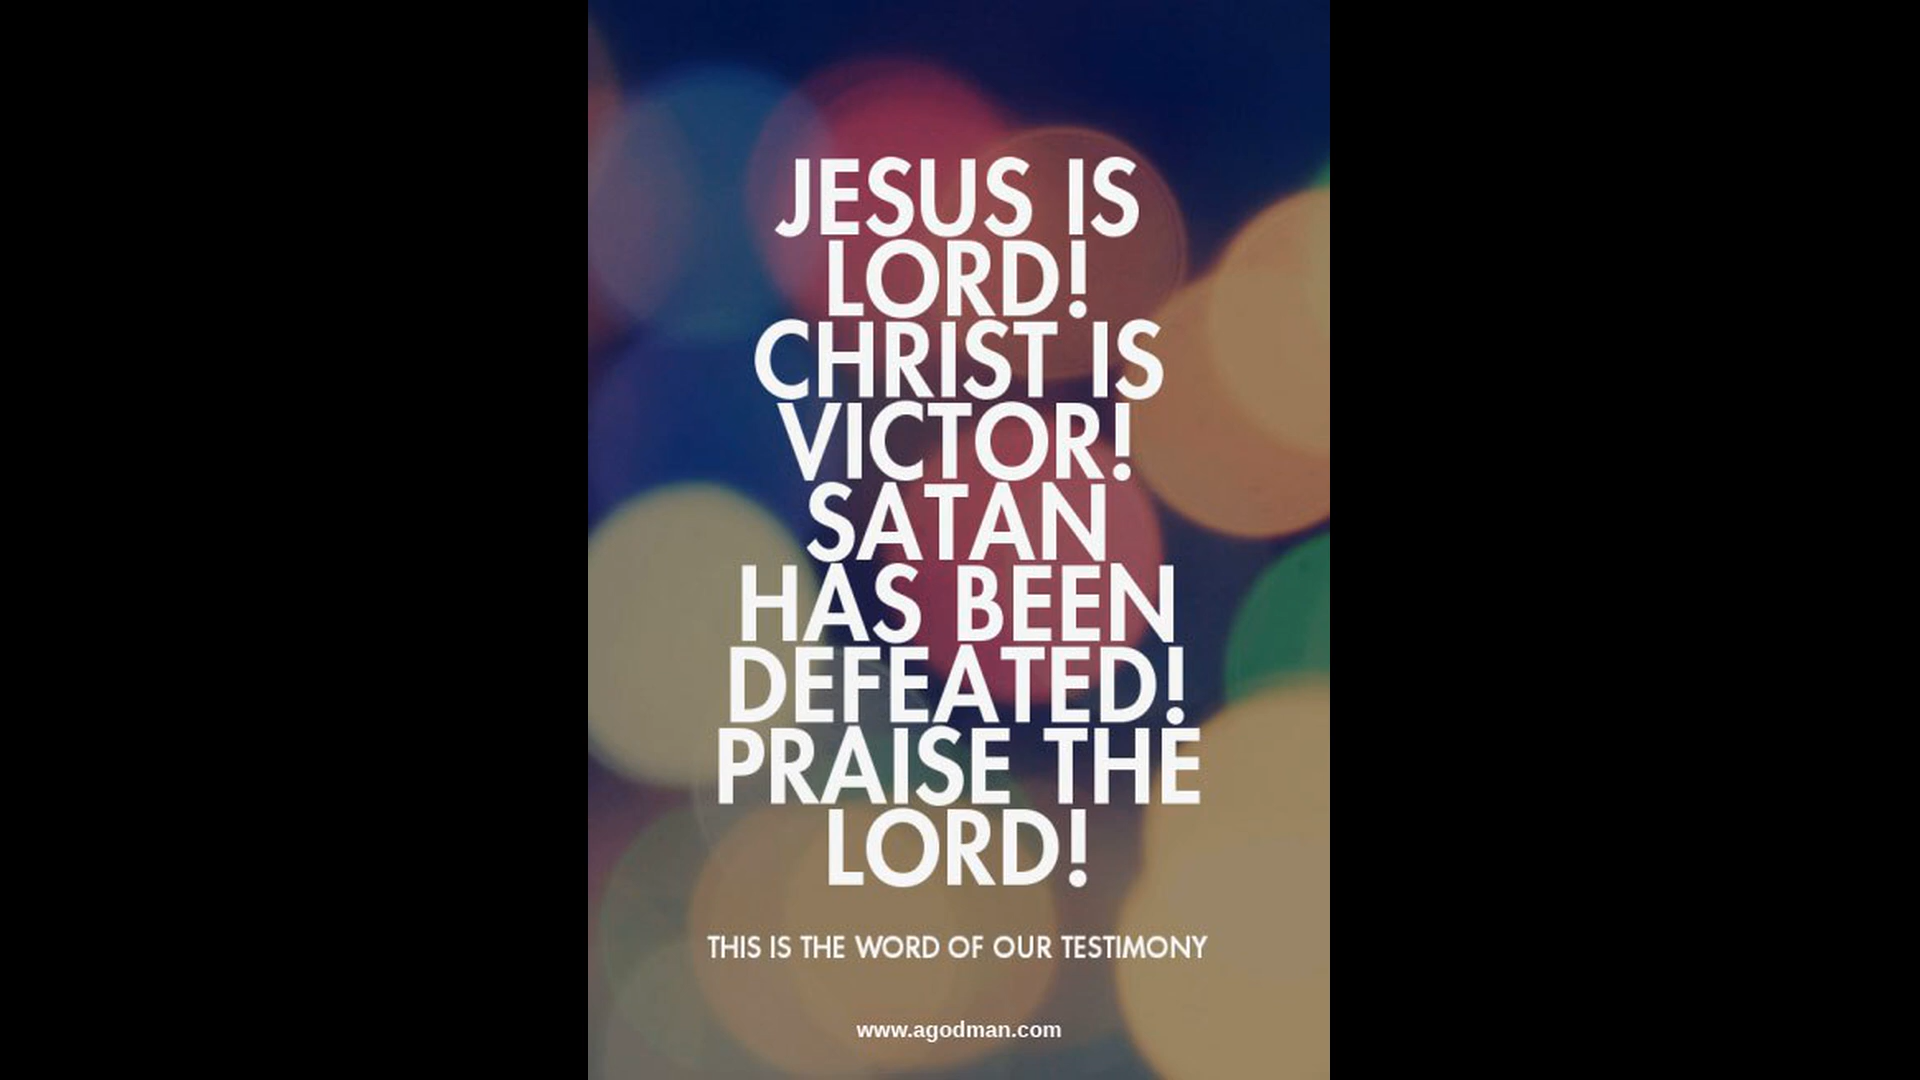 JESUS IS
LORD!
CHRIST IS
VICTOR!
SATAN
HAS BEEN
DEFEATED!
PRAISE THE
LORD!
THIS IS THE WORD OF OUR TESTIMONY
www.agodman.com